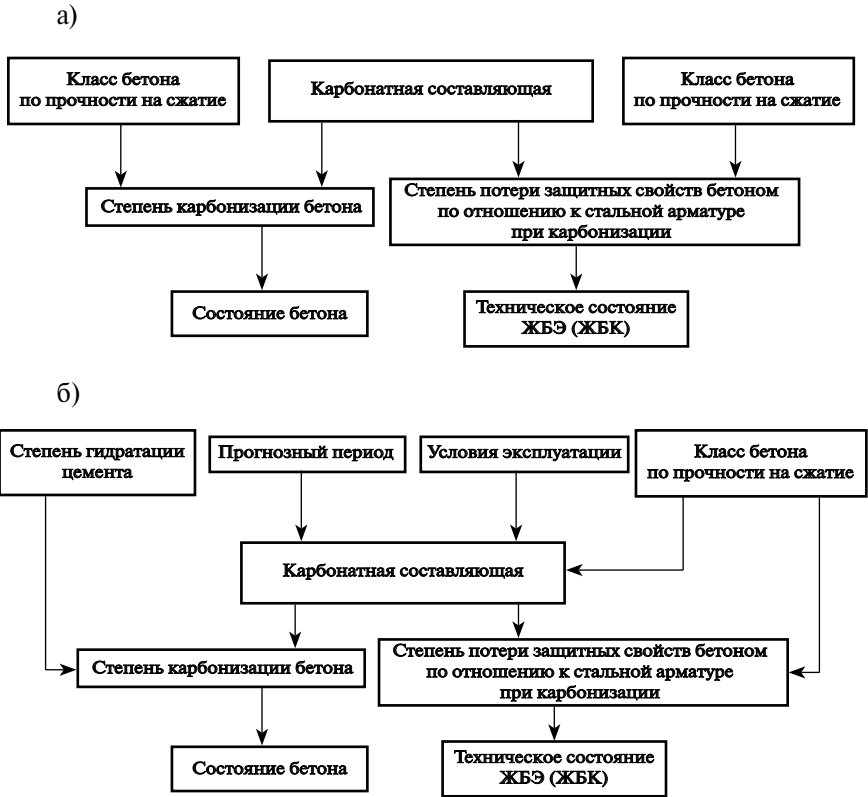 а)
Класс бетона
по прочности на сжатие
Карбонатная составляющая
Класс бетона
по прочности на сжатие
Степень карбонизации бетона
Степень потери защитных свойств бетоном
по отношению к стальной арматуре
при карбонизации
Состояние бетона
Техническое состояние
ЖБЭ (ЖБК)
б)
Степень гидратации
цемента
Прогнозный период
Условия эксплуатации
Класс бетона
по прочности на сжатие
Карбонатная составляющая
Степень карбонизации бетона
Степень потери защитных свойств бетоном
по отношению к стальной арматуре
при карбонизации
Состояние бетона
Техническое состояние
ЖБЭ (ЖБК)